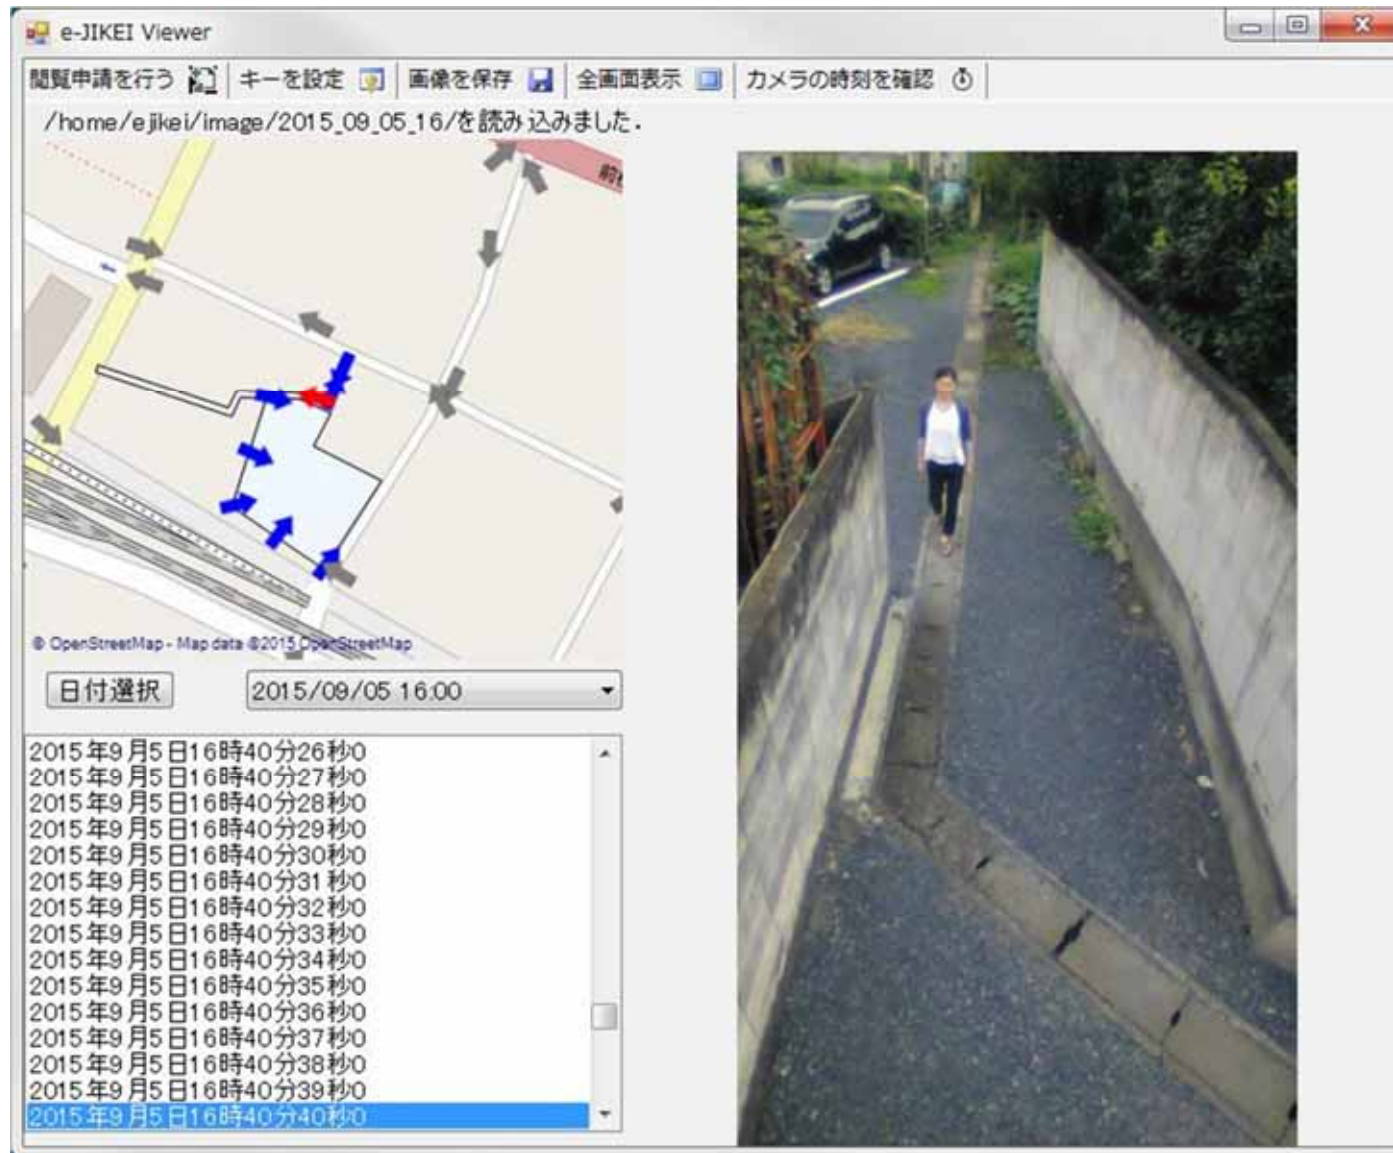 e-JIKEI Viewer
閲覧申請を行う キーを設定 画像を保存 全画面表示 カメラの時刻を確認
/home/ejikei/image/2015_09_05_16/を読み込みました.
前
© OpenStreetMap - Map data ©2015 OpenStreetMap
日付選択 2015/09/05 16:00
2015年9月5日16時40分26秒0
2015年9月5日16時40分27秒0
2015年9月5日16時40分28秒0
2015年9月5日16時40分29秒0
2015年9月5日16時40分30秒0
2015年9月5日16時40分31秒0
2015年9月5日16時40分32秒0
2015年9月5日16時40分33秒0
2015年9月5日16時40分34秒0
2015年9月5日16時40分35秒0
2015年9月5日16時40分36秒0
2015年9月5日16時40分37秒0
2015年9月5日16時40分38秒0
2015年9月5日16時40分39秒0
2015年9月5日16時40分40秒0